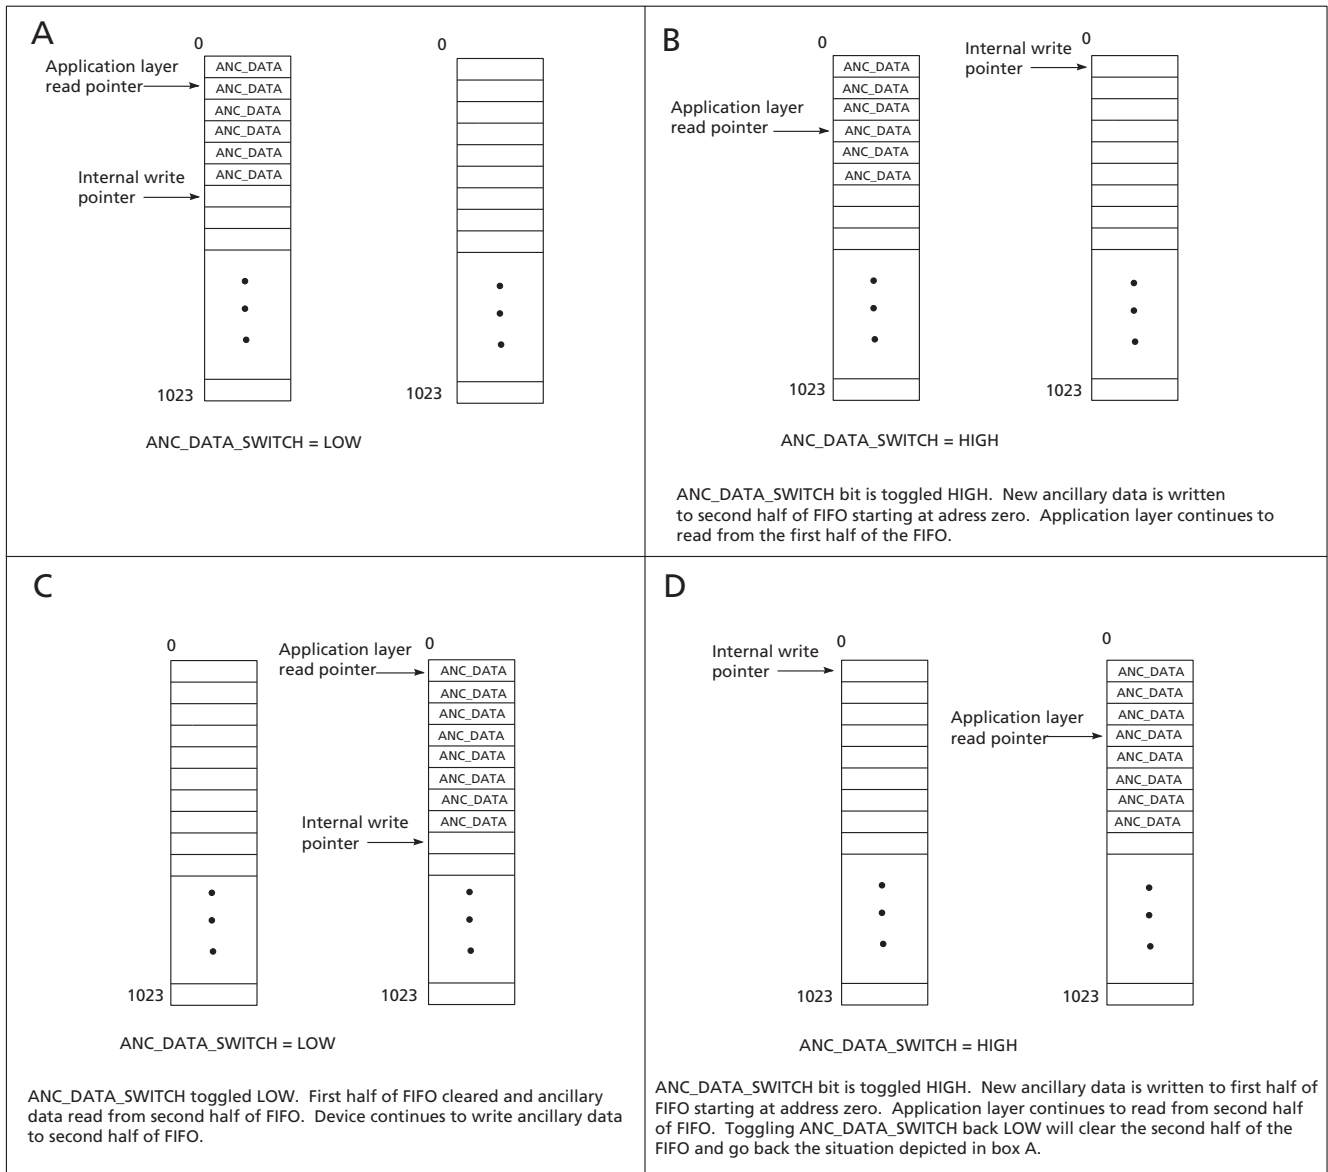 A
0
0
Application layer
read pointer
ANC_DATA
ANC_DATA
ANC_DATA
ANC_DATA
ANC_DATA
ANC_DATA
Internal write
pointer
1023
1023
ANC_DATA_SWITCH = LOW
B
0
0
Internal write
pointer
Application layer
read pointer
ANC_DATA
ANC_DATA
ANC_DATA
ANC_DATA
ANC_DATA
ANC_DATA
1023
1023
ANC_DATA_SWITCH = HIGH
ANC_DATA_SWITCH bit is toggled HIGH. New ancillary data is written
to second half of FIFO starting at adress zero. Application layer continues to
read from the first half of the FIFO.
C
0
0
Application layer
read pointer
ANC_DATA
ANC_DATA
ANC_DATA
ANC_DATA
ANC_DATA
ANC_DATA
ANC_DATA
ANC_DATA
Internal write
pointer
1023
1023
ANC_DATA_SWITCH = LOW
ANC_DATA_SWITCH toggled LOW. First half of FIFO cleared and ancillary
data read from second half of FIFO. Device continues to write ancillary data
to second half of FIFO.
D
0
0
Internal write
pointer
Application layer
read pointer
ANC_DATA
ANC_DATA
ANC_DATA
ANC_DATA
ANC_DATA
ANC_DATA
ANC_DATA
ANC_DATA
1023
1023
ANC_DATA_SWITCH = HIGH
ANC_DATA_SWITCH bit is toggled HIGH. New ancillary data is written to first half of
FIFO starting at address zero. Application layer continues to read from second half
of FIFO. Toggling ANC_DATA_SWITCH back LOW will clear the second half of the
FIFO and go back the situation depicted in box A.